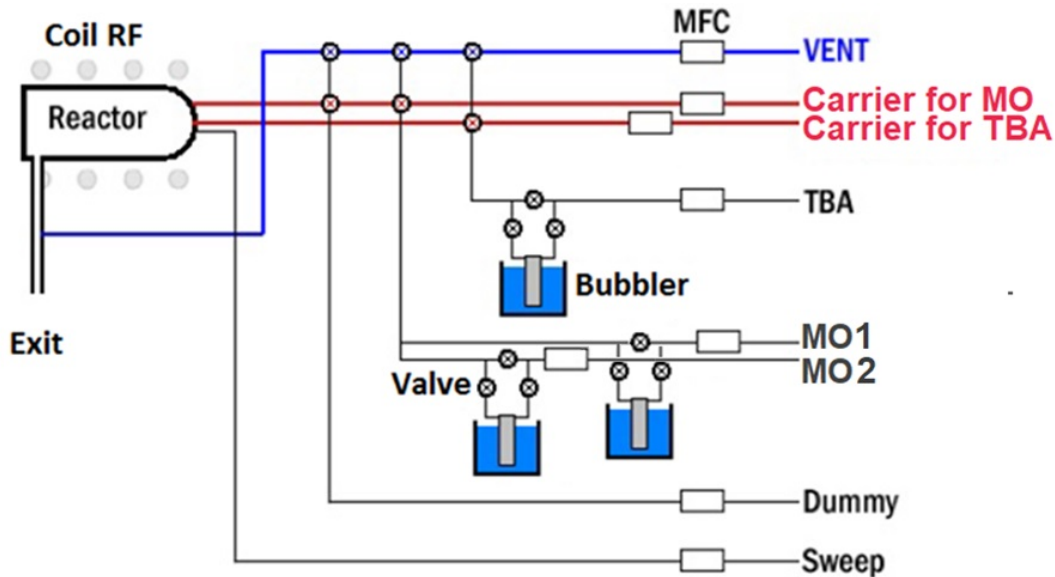 MFC
Coil RF
VENT
Reactor
Carrier for MO
Carrier for TBA
TBA
Bubbler
Exit
MO1
MO2
Valve
Dummy
Sweep